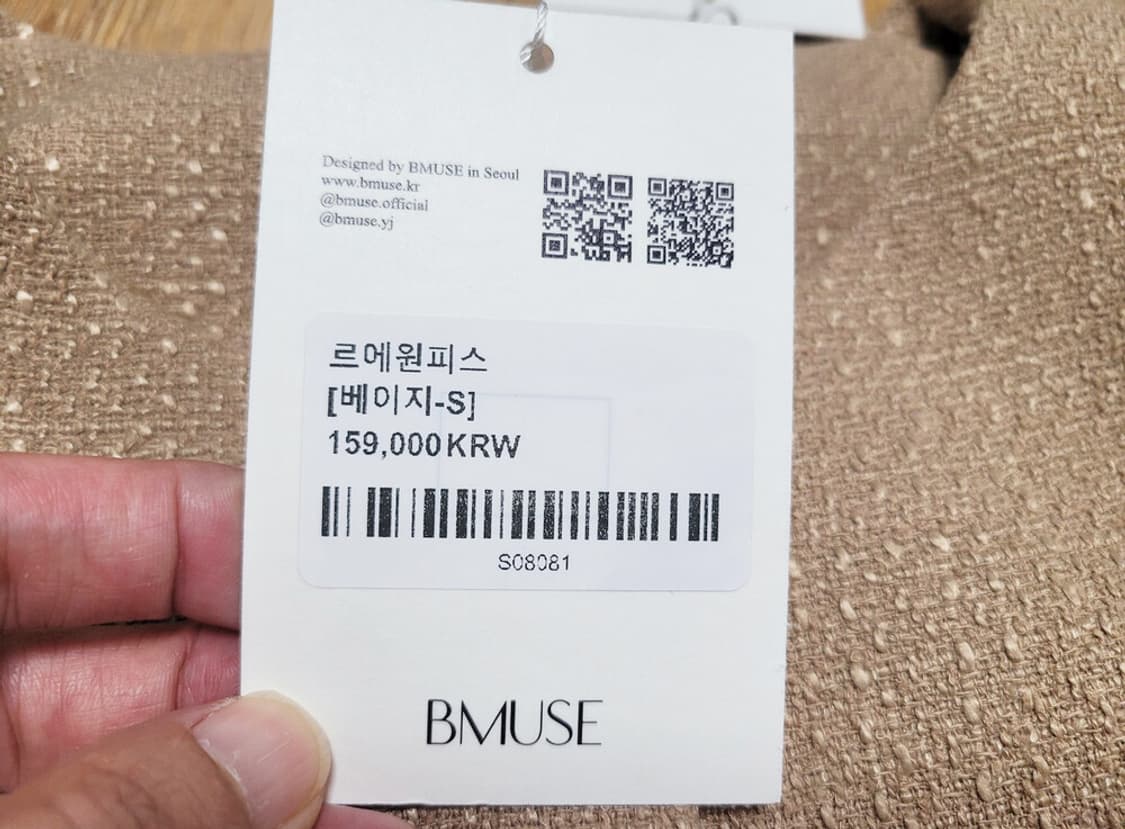 Designed by BMUSE in Seoul
www.bmuse.kr
@bmuse.official
@bmuse.yj
르에원피스
[베이지-S]
159,000KRW
S08081
BMUSE